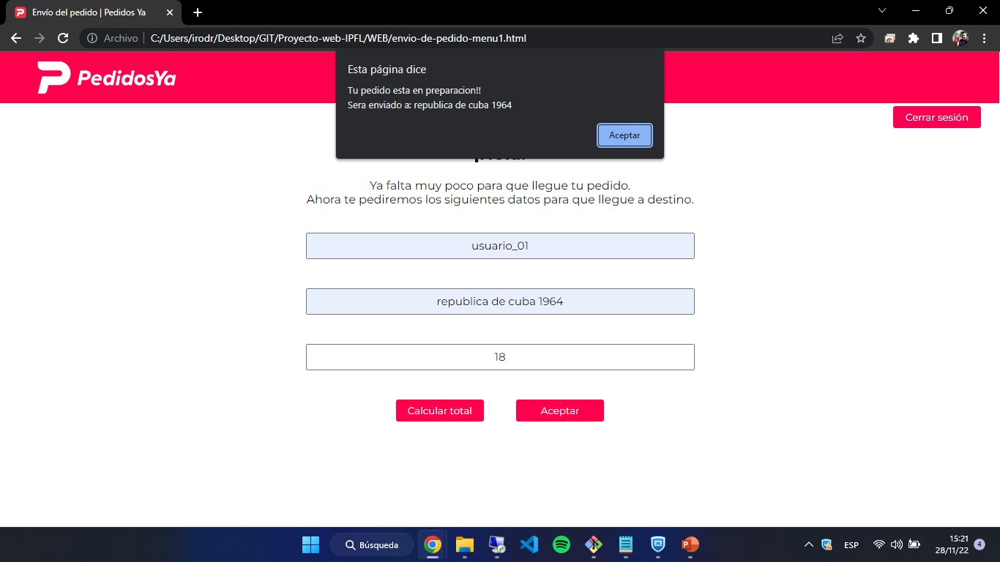 Envío del pedido | Pedidos Ya
Archivo
C:/Users/irodr/Desktop/GIT/Proyecto-web-IPFL/WEB/envio-de-pedido-menu1.html
PedidosYa
Esta página dice
Tu pedido esta en preparacion!!
Sera enviado a: republica de cuba 1964
Aceptar
Cerrar sesión
Ya falta muy poco para que llegue tu pedido.
Ahora te pediremos los siguientes datos para que llegue a destino.
usuario_01
republica de cuba 1964
18
Calcular total
Aceptar
Búsqueda
ESP
15:21
28/11/22
4